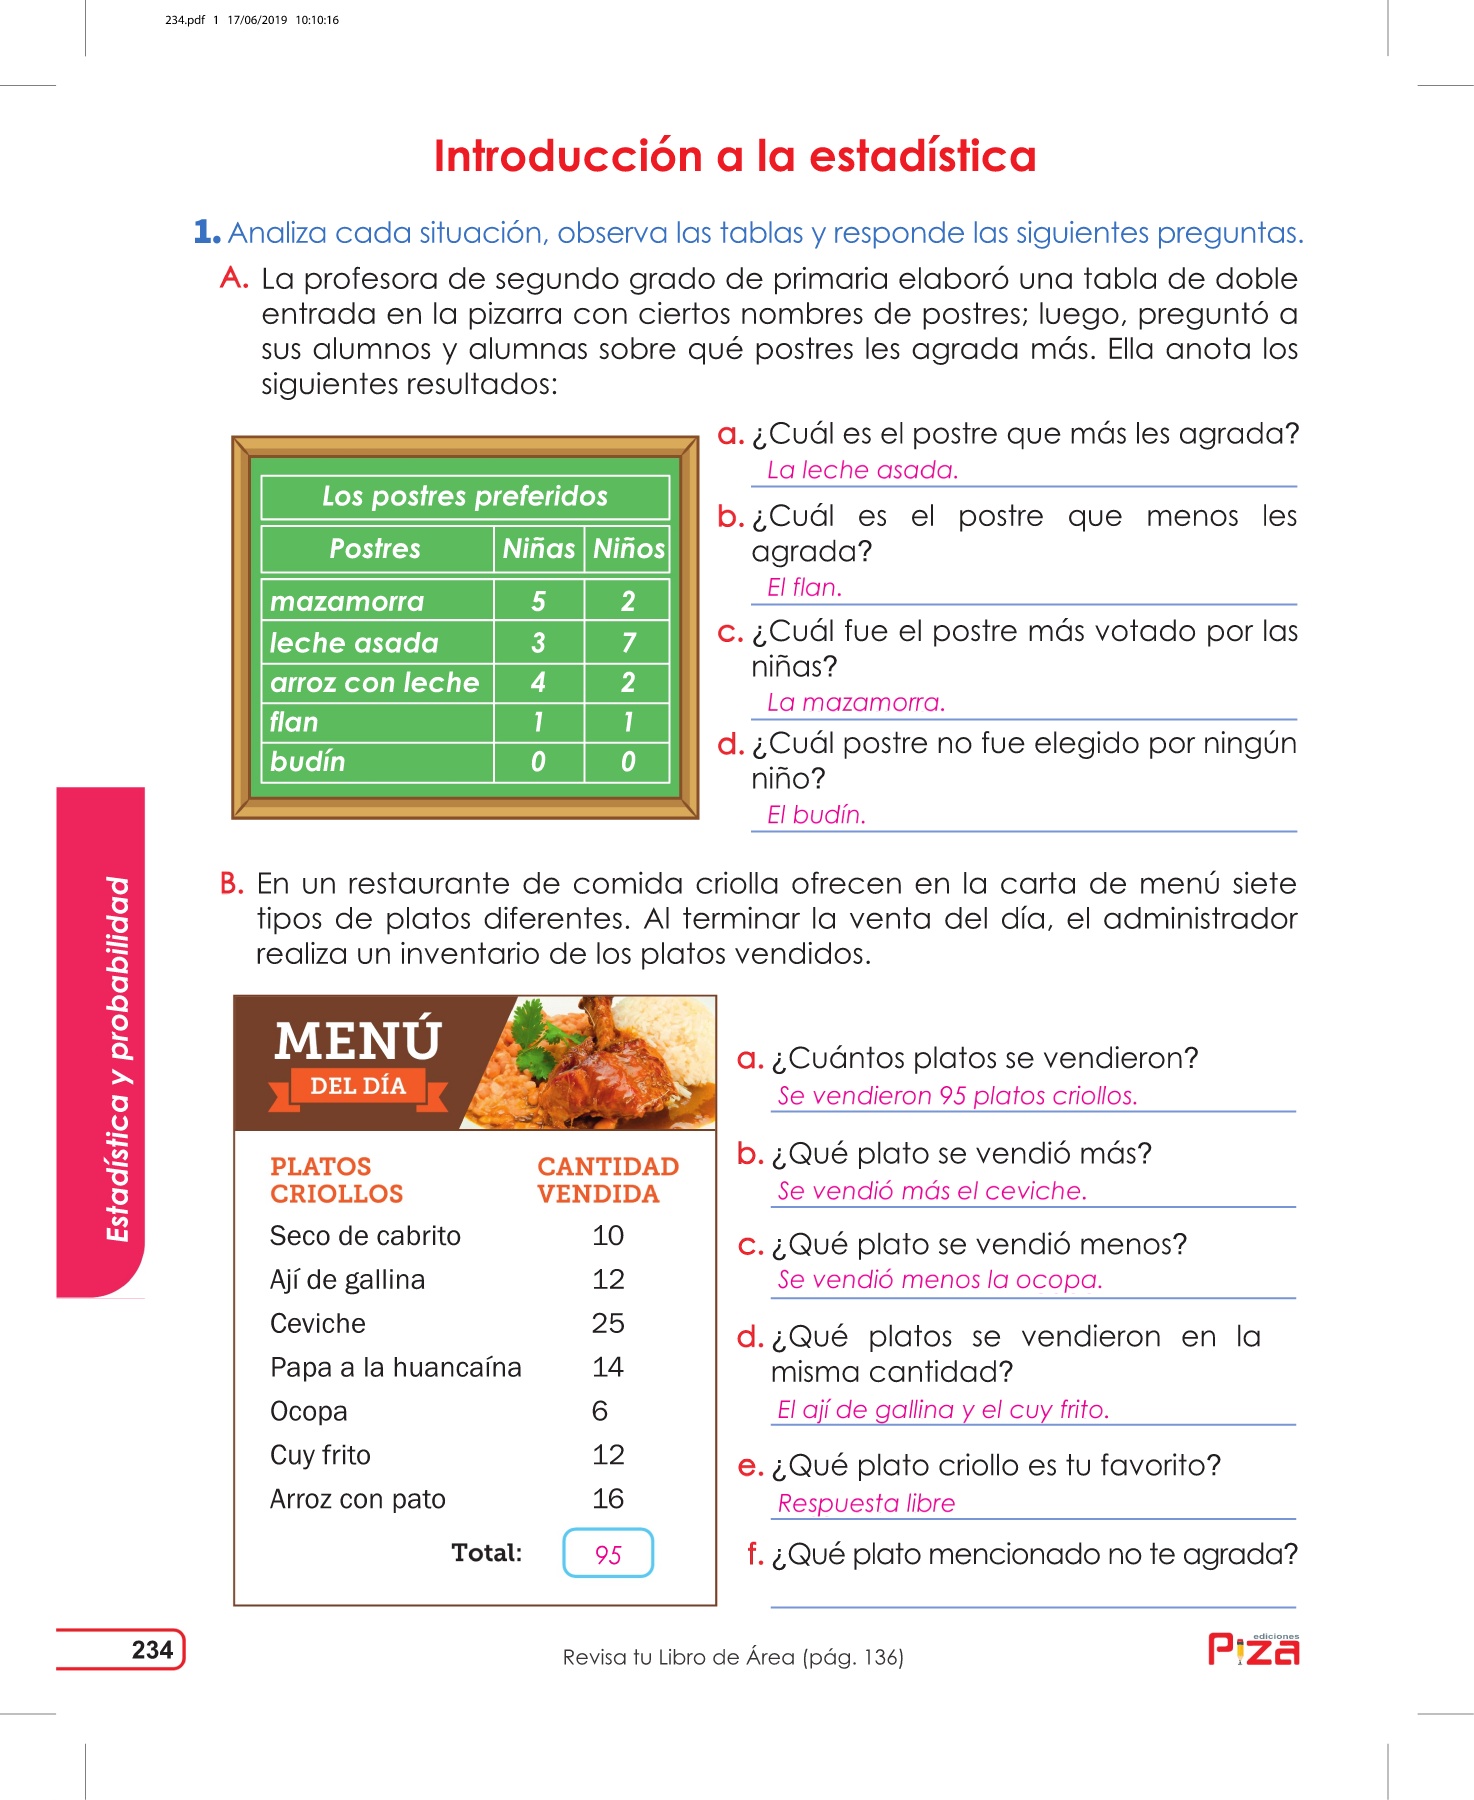 234.pdf 1 17/06/2019 10:10:16
Introducción a la estadística
1. Analiza cada situación, observa las tablas y responde las siguientes preguntas.
A. La profesora de segundo grado de primaria elaboró una tabla de doble
entrada en la pizarra con ciertos nombres de postres; luego, preguntó a
sus alumnos y alumnas sobre qué postres les agrada más. Ella anota los
siguientes resultados:
Los postres preferidos
Postres Niñas Niños
mazamorra 5 2
leche asada 3 7
arroz con leche 4 2
flan 1 1
budín 0 0
a. ¿Cuál es el postre que más les agrada?
La leche asada.
b. ¿Cuál es el postre que menos les
agrada?
El flan.
c. ¿Cuál fue el postre más votado por las
niñas?
La mazamorra.
d. ¿Cuál postre no fue elegido por ningún
niño?
El budín.
B. En un restaurante de comida criolla ofrecen en la carta de menú siete
tipos de platos diferentes. Al terminar la venta del día, el administrador
realiza un inventario de los platos vendidos.
MENÚ
DEL DÍA
PLATOS CANTIDAD
CRIOLLOS VENDIDA
Seco de cabrito 10
Ají de gallina 12
Ceviche 25
Papa a la huancaína 14
Ocopa 6
Cuy frito 12
Arroz con pato 16
Total: 95
a. ¿Cuántos platos se vendieron?
Se vendieron 95 platos criollos.
b. ¿Qué plato se vendió más?
Se vendió más el ceviche.
c. ¿Qué plato se vendió menos?
Se vendió menos la ocopa.
d. ¿Qué platos se vendieron en la
misma cantidad?
El ají de gallina y el cuy frito.
e. ¿Qué plato criollo es tu favorito?
Respuesta libre
f. ¿Qué plato mencionado no te agrada?
Estadística y probabilidad
234
Revisa tu Libro de Área (pág. 136)
ediciones
Piza